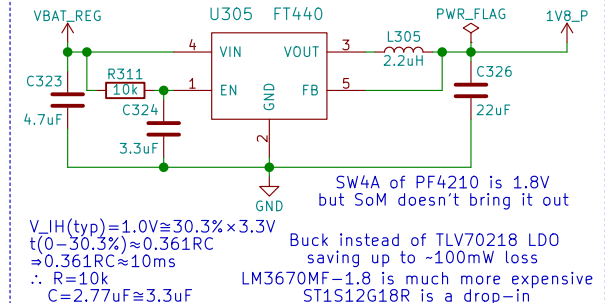 VBAT_REG
U305 FT440
PWR_FLAG
1V8_P
4 VIN
VOUT 3
L305
2.2uH
C323
4.7uF
R311
10k
1 EN
FB 5
GND
2
C324
3.3uF
C326
22uF
GND
SW4A of PF4210 is 1.8V
but SoM doesn't bring it out
V_IH(typ)=1.0V≅30.3%×3.3V
t(0-30.3%)≈0.361RC
⇒0.361RC≈10ms
∴ R=10k
C=2.77uF≅3.3uF
Buck instead of TLV70218 LDO
saving up to ~100mW loss
LM3670MF-1.8 is much more expensive
ST1S12G18R is a drop-in